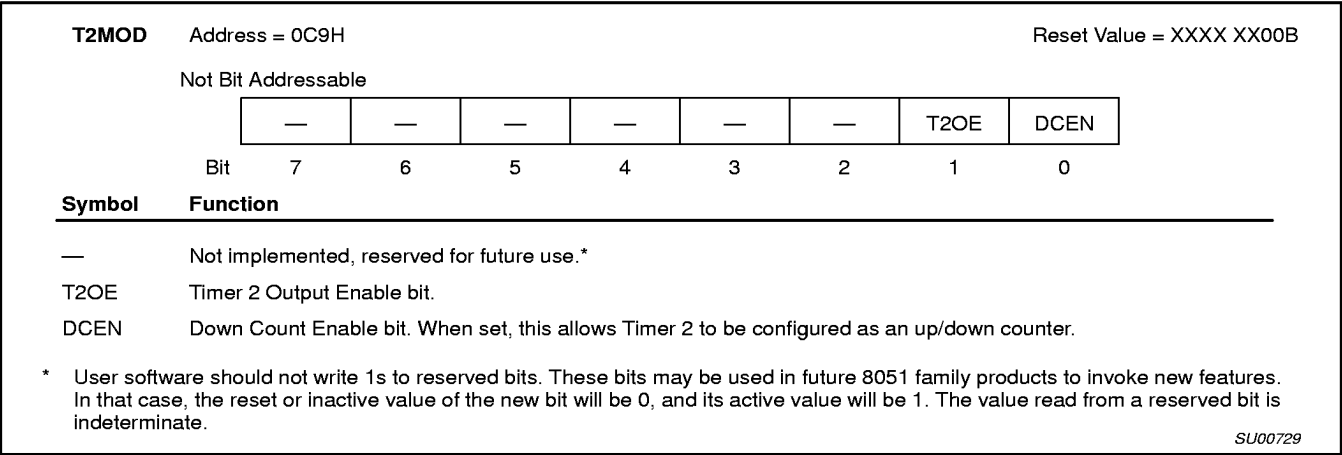 T2MOD Address = 0C9H Reset Value = XXXX XX00B
Not Bit Addressable
— — — — — — T2OE DCEN
Bit 7 6 5 4 3 2 1 0
Symbol Function
— Not implemented, reserved for future use.*
T2OE Timer 2 Output Enable bit.
DCEN Down Count Enable bit. When set, this allows Timer 2 to be configured as an up/down counter.
* User software should not write 1s to reserved bits. These bits may be used in future 8051 family products to invoke new features.
In that case, the reset or inactive value of the new bit will be 0, and its active value will be 1. The value read from a reserved bit is
indeterminate.
SU00729